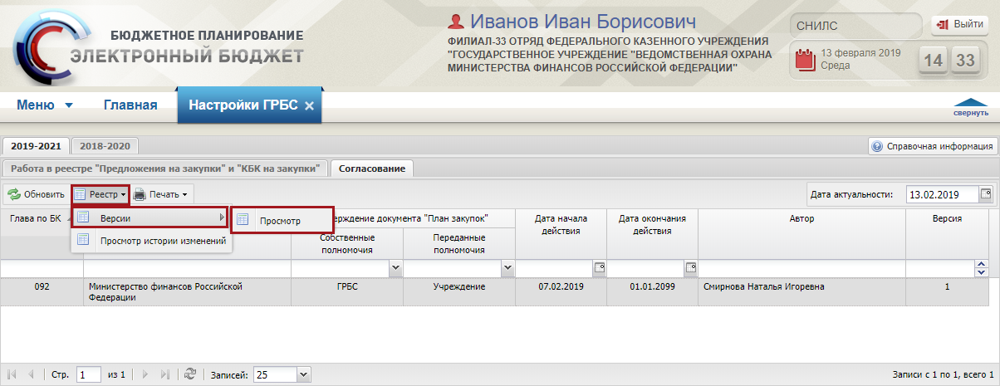 БЮДЖЕТНОЕ ПЛАНИРОВАНИЕ
ЭЛЕКТРОННЫЙ БЮДЖЕТ
Иванов Иван Борисович
ФИЛИАЛ-33 ОТРЯД ФЕДЕРАЛЬНОГО КАЗЕННОГО УЧРЕЖДЕНИЯ
"ГОСУДАРСТВЕННОЕ УЧРЕЖДЕНИЕ "ВЕДОМСТВЕННАЯ ОХРАНА
МИНИСТЕРСТВА ФИНАНСОВ РОССИЙСКОЙ ФЕДЕРАЦИИ"
СНИЛС
Выйти
13 февраля 2019
Среда
14 33
Меню Главная Настройки ГРБС
свернуть
2019-2021 2018-2020 Справочная информация
Работа в реестре "Предложения на закупки" и "КБК на закупки" Согласование
Обновить Реестр Печать Дата актуальности: 13.02.2019
Версии
Просмотр
Просмотр истории изменений
Глава по БК
ерждение документа "План закупок"
Собственные полномочия
Переданные полномочия
Дата начала действия
Дата окончания действия
Автор
Версия
092 Министерство финансов Российской Федерации ГРБС Учреждение 07.02.2019 01.01.2099 Смирнова Наталья Игоревна 1
Стр. 1 из 1 Записей: 25 Записи с 1 по 1, всего 1